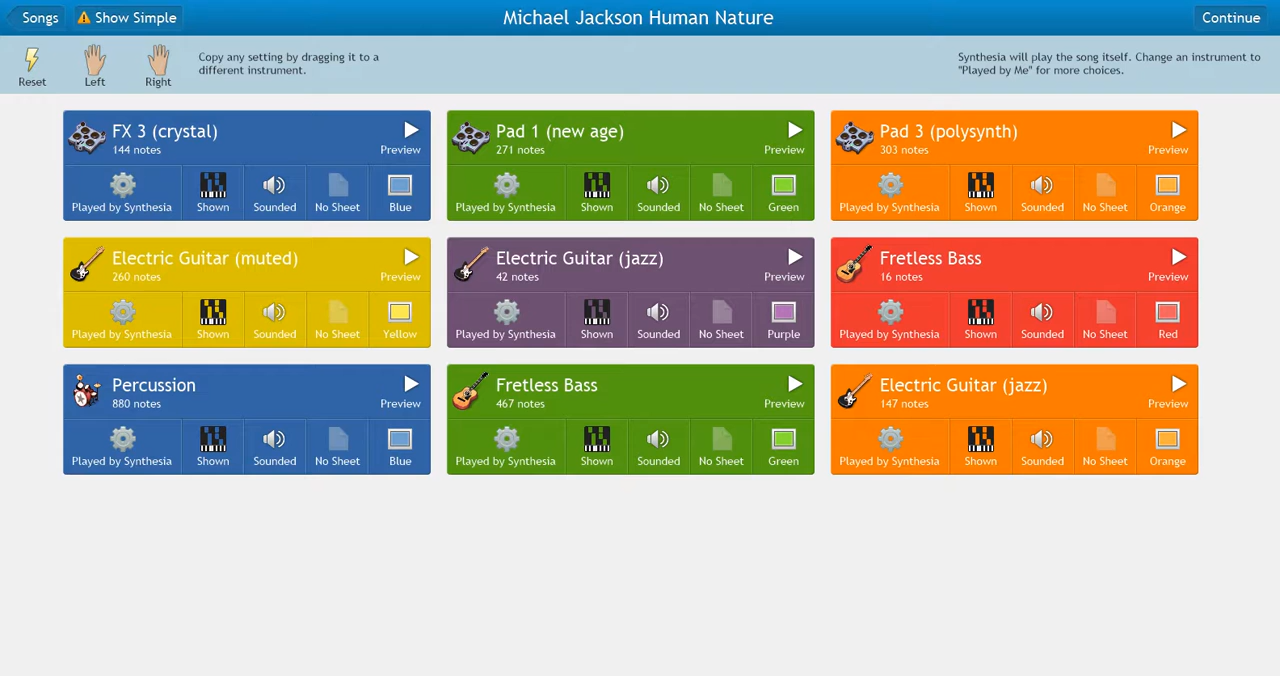 Songs
Show Simple
Michael Jackson Human Nature
Continue
Reset
Left
Right
Copy any setting by dragging it to a
different instrument.
Synthesia will play the song itself. Change an instrument to
"Played by Me" for more choices.
FX 3 (crystal)
144 notes
Preview
Played by Synthesia
Shown
Sounded
No Sheet
Blue
Pad 1 (new age)
271 notes
Preview
Played by Synthesia
Shown
Sounded
No Sheet
Green
Pad 3 (polysynth)
303 notes
Preview
Played by Synthesia
Shown
Sounded
No Sheet
Orange
Electric Guitar (muted)
260 notes
Preview
Played by Synthesia
Shown
Sounded
No Sheet
Yellow
Electric Guitar (jazz)
42 notes
Preview
Played by Synthesia
Shown
Sounded
No Sheet
Purple
Fretless Bass
16 notes
Preview
Played by Synthesia
Shown
Sounded
No Sheet
Red
Percussion
880 notes
Preview
Played by Synthesia
Shown
Sounded
No Sheet
Blue
Fretless Bass
467 notes
Preview
Played by Synthesia
Shown
Sounded
No Sheet
Green
Electric Guitar (jazz)
147 notes
Preview
Played by Synthesia
Shown
Sounded
No Sheet
Orange